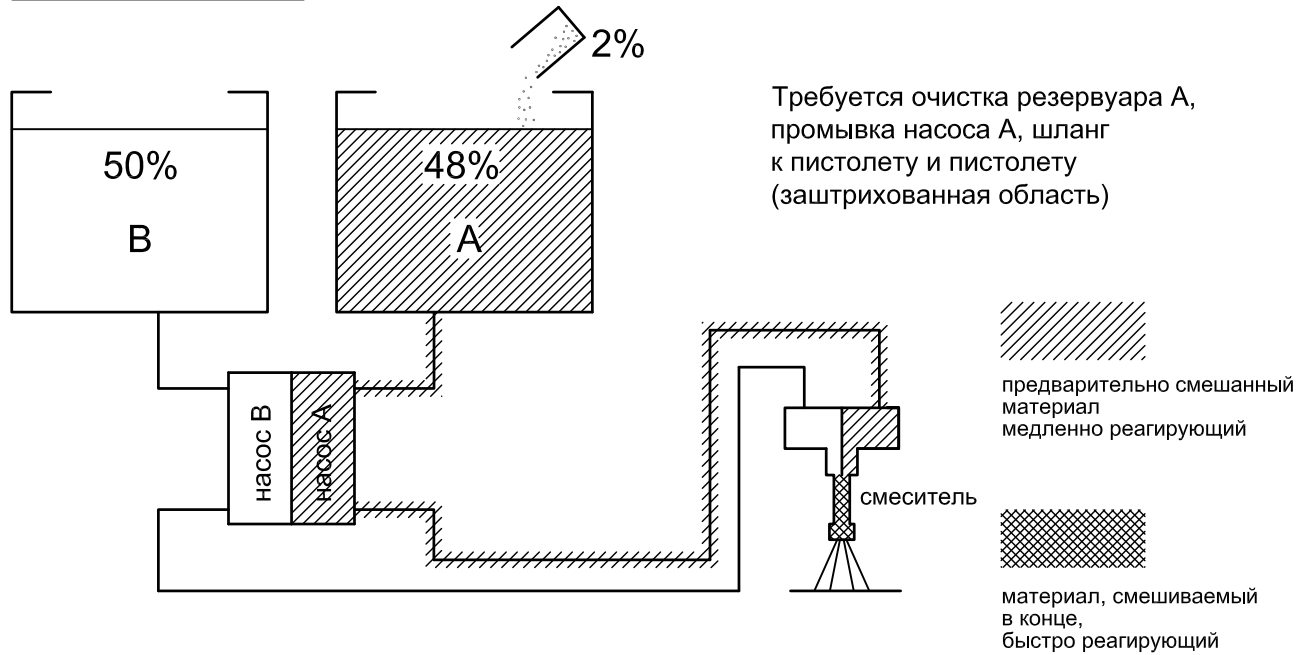 2%
50%
B
48%
A
Требуется очистка резервуара А,
промывка насоса А, шланг
к пистолету и пистолету
(заштрихованная область)
насос B
насос A
предварительно смешанный
материал
медленно реагирующий
смеситель
материал, смешиваемый
в конце,
быстро реагирующий